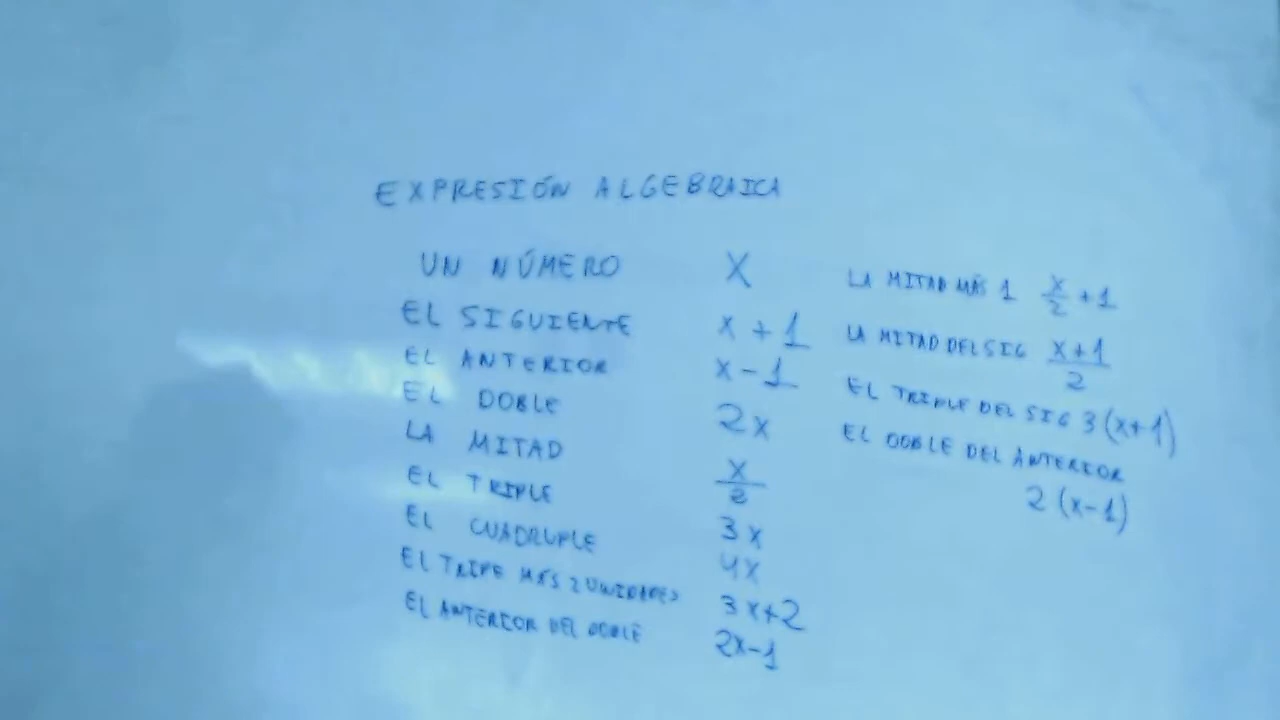 EXPRESIÓN ALGEBRAICA
UN NÚMERO X
EL SIGUIENTE x + 1
EL ANTERIOR x - 1
EL DOBLE 2x
LA MITAD x/2
EL TRIPLE 3x
EL CUADRUPLE 4x
EL TRIPE MÁS 2 UNIDADES 3x+2
EL ANTERIOR DEL DOBLE 2x-1
LA MITAD MÁS 1 x/2 + 1
LA MITAD DEL SIG x+1/2
EL TRIPLE DEL SIG 3(x+1)
EL DOBLE DEL ANTERIOR
2(x-1)